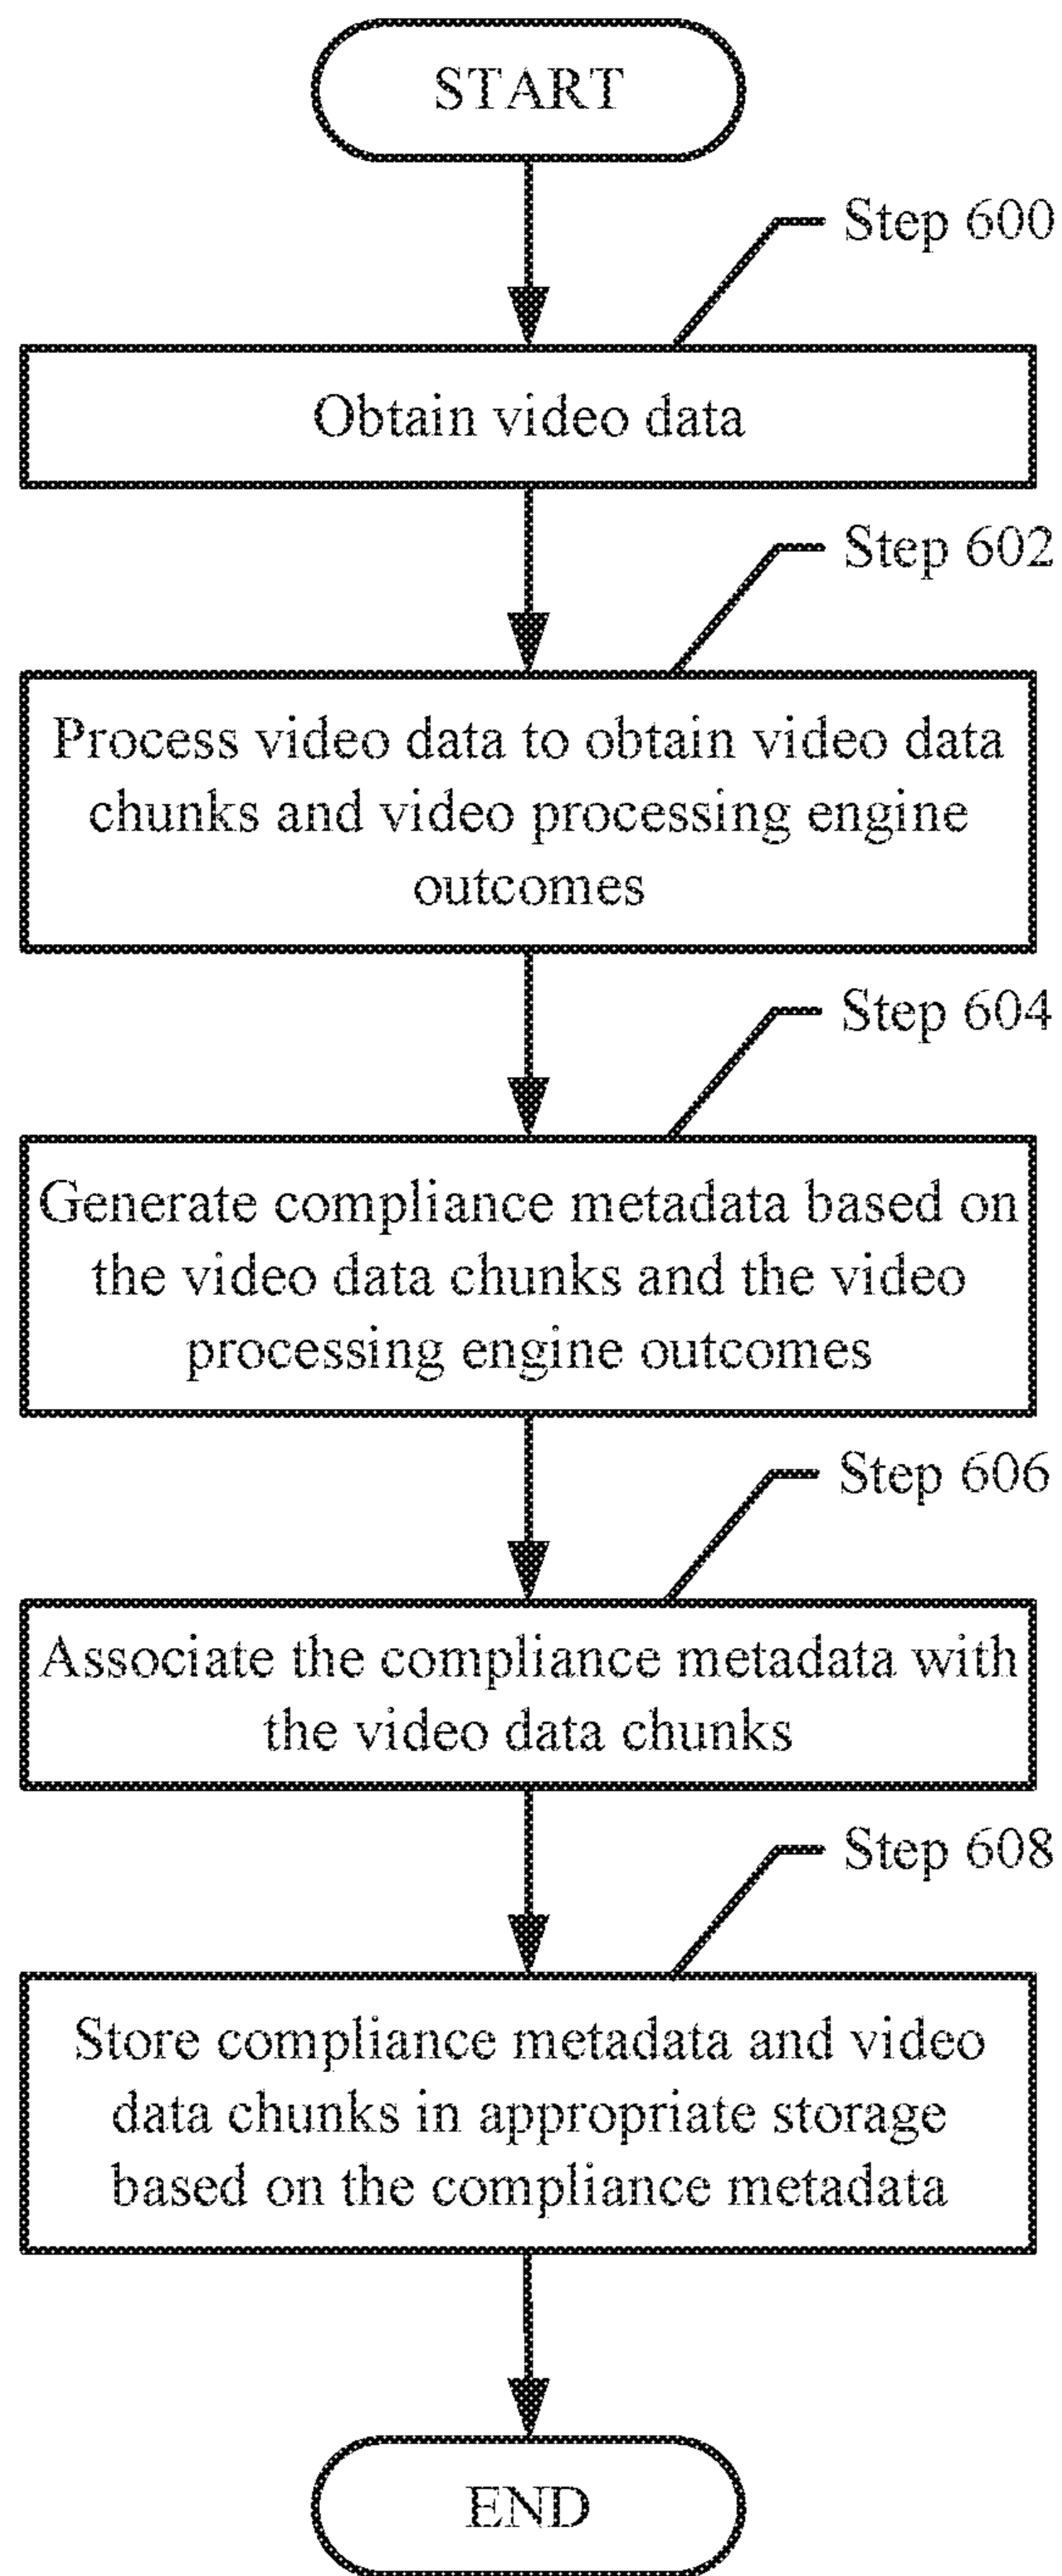 START
Step 600
Obtain video data
Step 602
Process video data to obtain video data
chunks and video processing engine
outcomes
Step 604
Generate compliance metadata based on
the video data chunks and the video
processing engine outcomes
Step 606
Associate the compliance metadata with
the video data chunks
Step 608
Store compliance metadata and video
data chunks in appropriate storage
based on the compliance metadata
END